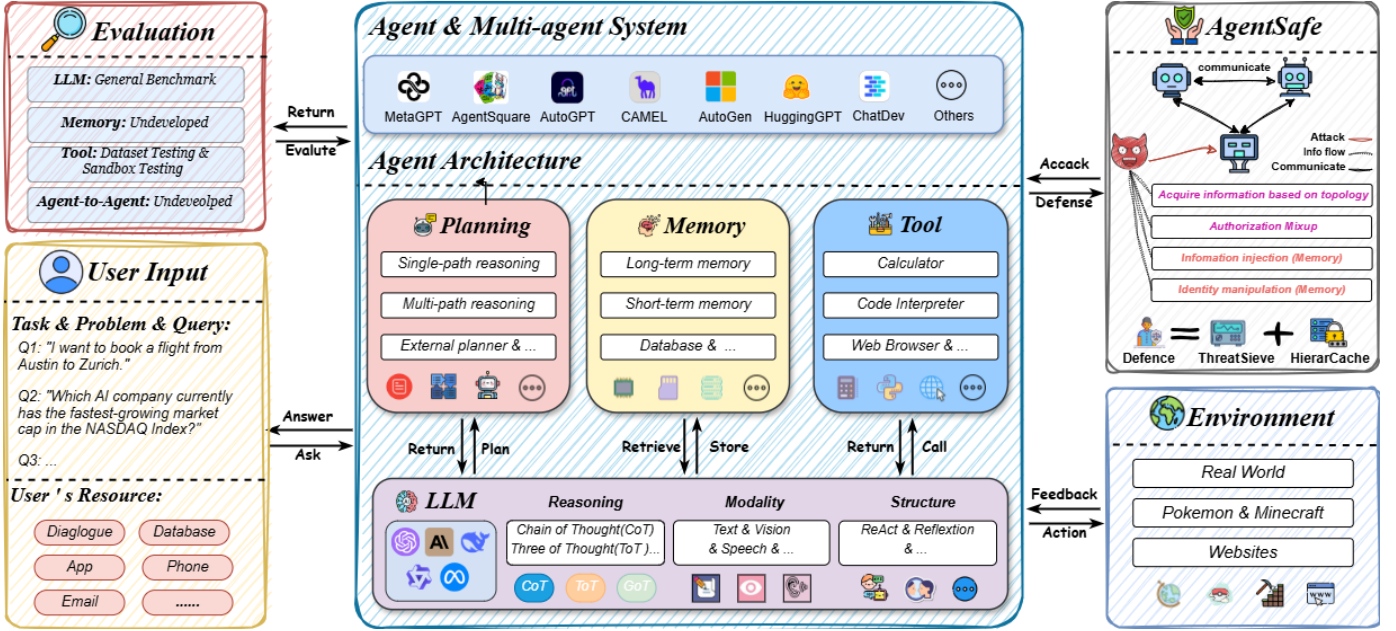 Evaluation
LLM: General Benchmark
Memory: Undeveloped
Tool: Dataset Testing &
Sandbox Testing
Agent-to-Agent: Undeveolped
Return
Evalute
User Input
Task & Problem & Query:
Q1: "I want to book a flight from
Austin to Zurich."
Q2: "Which AI company currently
has the fastest-growing market
cap in the NASDAQ Index?"
Q3: ...
User ' s Resource:
Diaglogue
Database
App
Phone
Email
......
Answer
Ask
Agent & Multi-agent System
MetaGPT
AgentSquare
AutoGPT
CAMEL
AutoGen
HuggingGPT
ChatDev
Others
Agent Architecture
Planning
Single-path reasoning
Multi-path reasoning
External planner & ...
Memory
Long-term memory
Short-term memory
Database & ...
Tool
Calculator
Code Interpreter
Web Browser & ...
Return
Plan
Retrieve
Store
Return
Call
LLM
Reasoning
Chain of Thought(CoT)
Three of Thought(ToT )...
CoT
ToT
GoT
Modality
Text & Vision
& Speech & ...
Structure
ReAct & Reflextion
& ...
Accack
Defense
Feedback
Action
AgentSafe
communicate
Attack
Info flow
Communicate
Acquire information based on topology
Authorization Mixup
Infomation injection (Memory)
Identity manipulation (Memory)
Defence
=
ThreatSieve
+
HierarCache
Environment
Real World
Pokemon & Minecraft
Websites
www